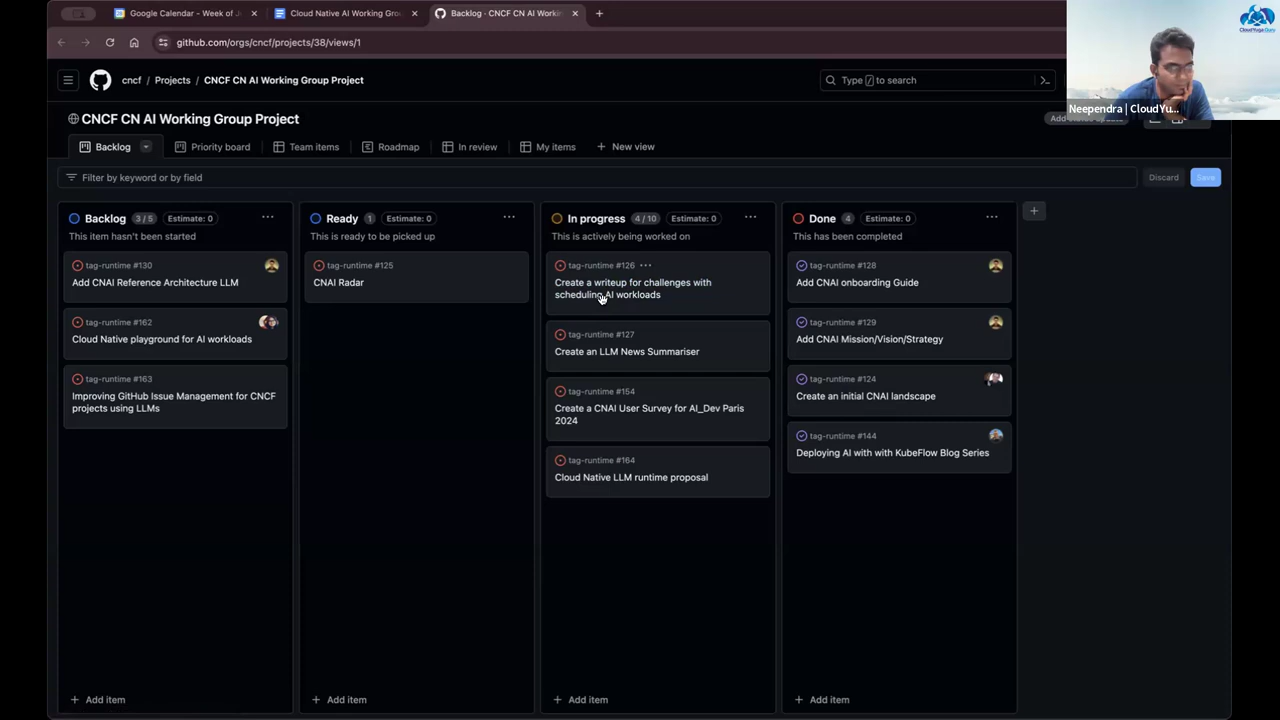 Google Calendar - Week of J
Cloud Native AI Working Grou
Backlog · CNCF CN AI Workin
github.com/orgs/cncf/projects/38/views/1
CloudYuga.Guru
Neependra | CloudYu...
cncf / Projects / CNCF CN AI Working Group Project
Type / to search
CNCF CN AI Working Group Project
Backlog
Priority board
Team items
Roadmap
In review
My items
New view
Filter by keyword or by field
Discard
Save
Backlog 3 / 5 Estimate: 0
This item hasn't been started
tag-runtime #130
Add CNAI Reference Architecture LLM
tag-runtime #162
Cloud Native playground for AI workloads
tag-runtime #163
Improving GitHub Issue Management for CNCF
projects using LLMs
Add item
Ready 1 Estimate: 0
This is ready to be picked up
tag-runtime #125
CNAI Radar
Add item
In progress 4 / 10 Estimate: 0
This is actively being worked on
tag-runtime #126
Create a writeup for challenges with
scheduling AI workloads
tag-runtime #127
Create an LLM News Summariser
tag-runtime #154
Create a CNAI User Survey for AI_Dev Paris
2024
tag-runtime #164
Cloud Native LLM runtime proposal
Add item
Done 4 Estimate: 0
This has been completed
tag-runtime #128
Add CNAI onboarding Guide
tag-runtime #129
Add CNAI Mission/Vision/Strategy
tag-runtime #124
Create an initial CNAI landscape
tag-runtime #144
Deploying AI with with KubeFlow Blog Series
Add item